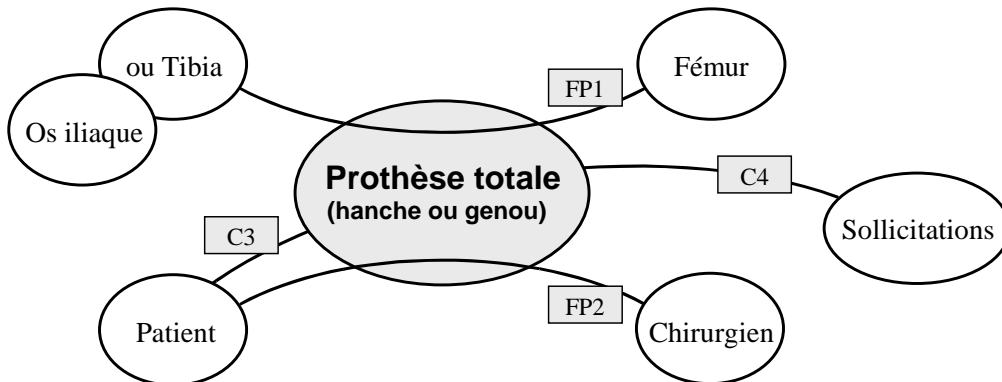 ou Tibia
Fémur
FP1
Os iliaque
Prothèse totale
(hanche ou genou)
C4
Sollicitations
C3
FP2
Patient
Chirurgien